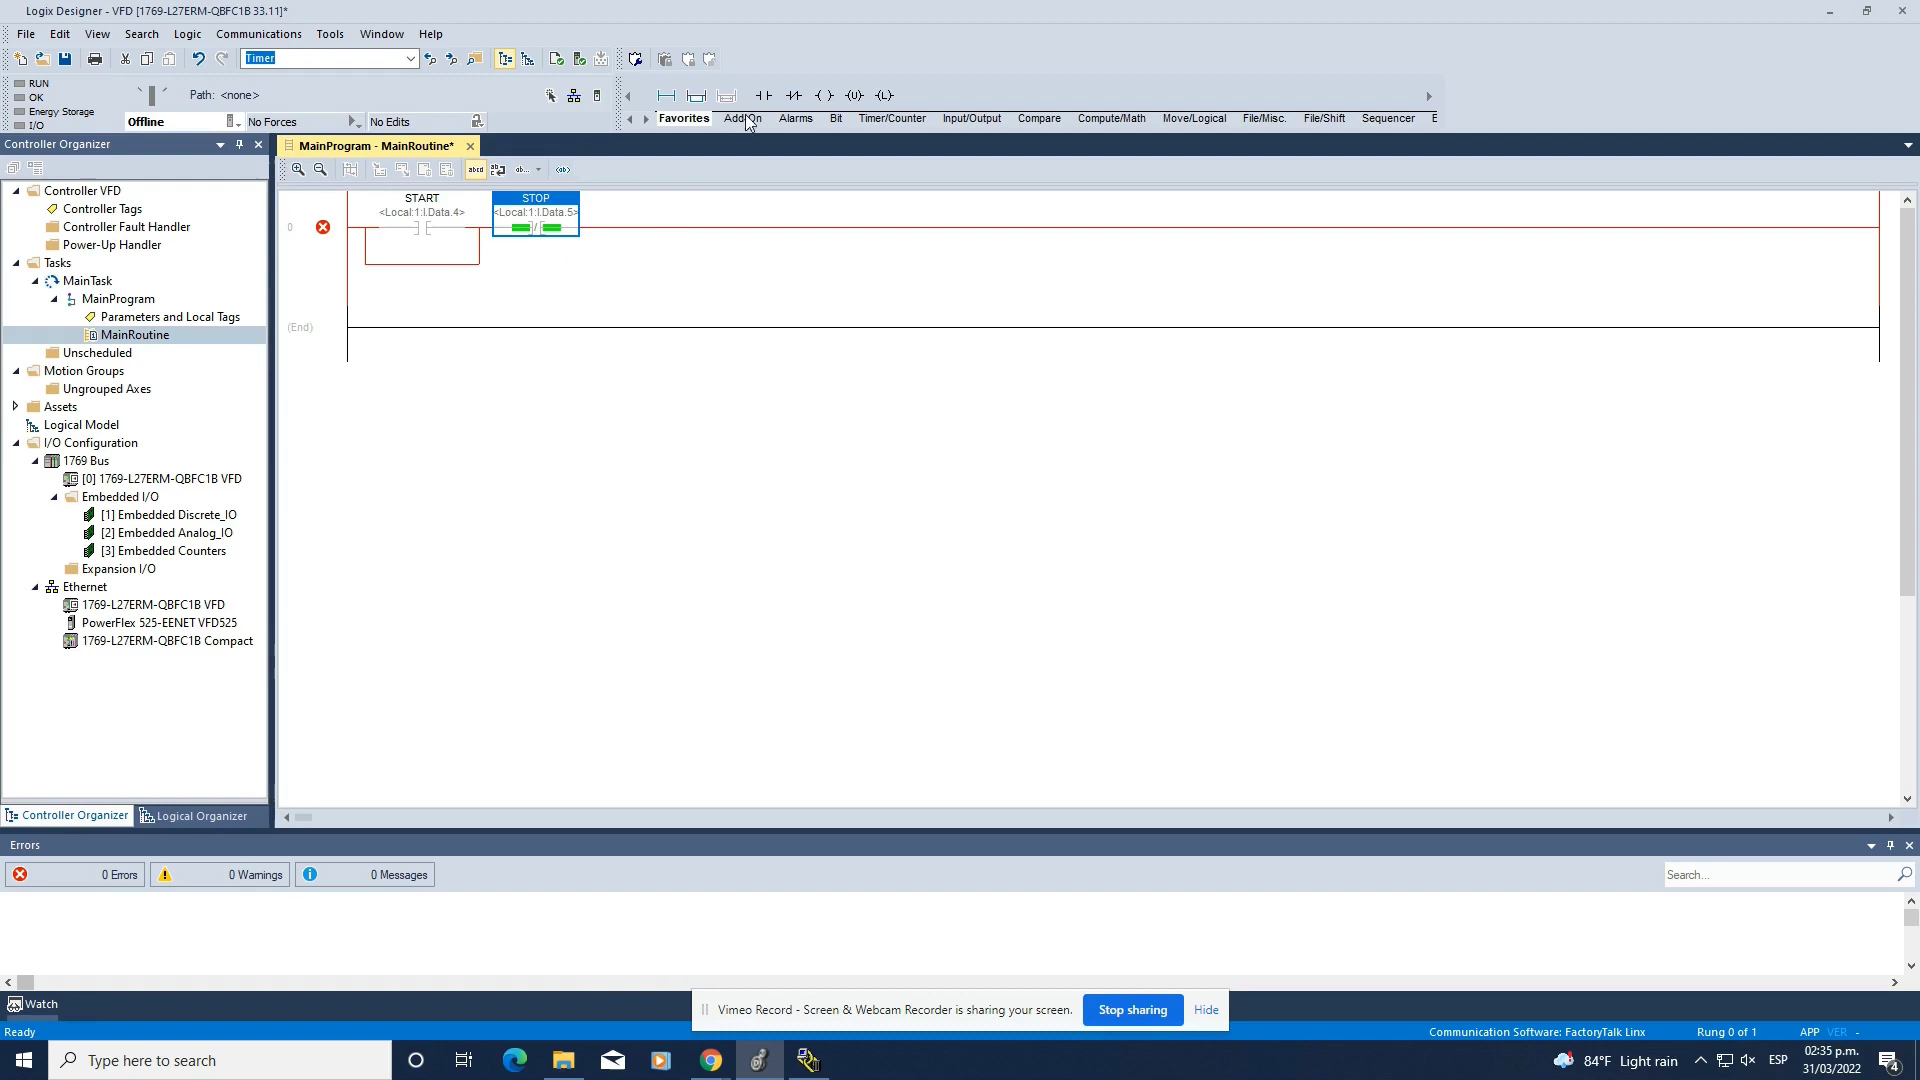 Logix Designer - VFD [1769-L27ERM-QBFC1B 33.11]*
File Edit View Search Logic Communications Tools Window Help
Timer
RUN
OK
Energy Storage
I/O
Path: <none>
Offline No Forces No Edits
Favorites Add-On Alarms Bit Timer/Counter Input/Output Compare Compute/Math Move/Logical File/Misc. File/Shift Sequencer E
Controller Organizer
MainProgram - MainRoutine*
Controller VFD
Controller Tags
Controller Fault Handler
Power-Up Handler
Tasks
MainTask
MainProgram
Parameters and Local Tags
MainRoutine
Unscheduled
Motion Groups
Ungrouped Axes
Assets
Logical Model
I/O Configuration
1769 Bus
[0] 1769-L27ERM-QBFC1B VFD
Embedded I/O
[1] Embedded Discrete_IO
[2] Embedded Analog_IO
[3] Embedded Counters
Expansion I/O
Ethernet
1769-L27ERM-QBFC1B VFD
PowerFlex 525-EENET VFD525
1769-L27ERM-QBFC1B Compact
START STOP
<Local:1:I.Data.4> <Local:1:I.Data.5>
0
(End)
Controller Organizer Logical Organizer
Errors
0 Errors 0 Warnings 0 Messages
Search...
Watch
Vimeo Record - Screen & Webcam Recorder is sharing your screen. Stop sharing Hide
Ready
Communication Software: FactoryTalk Linx Rung 0 of 1 APP VER -
Type here to search
84°F Light rain
ESP
02:35 p.m.
31/03/2022
4